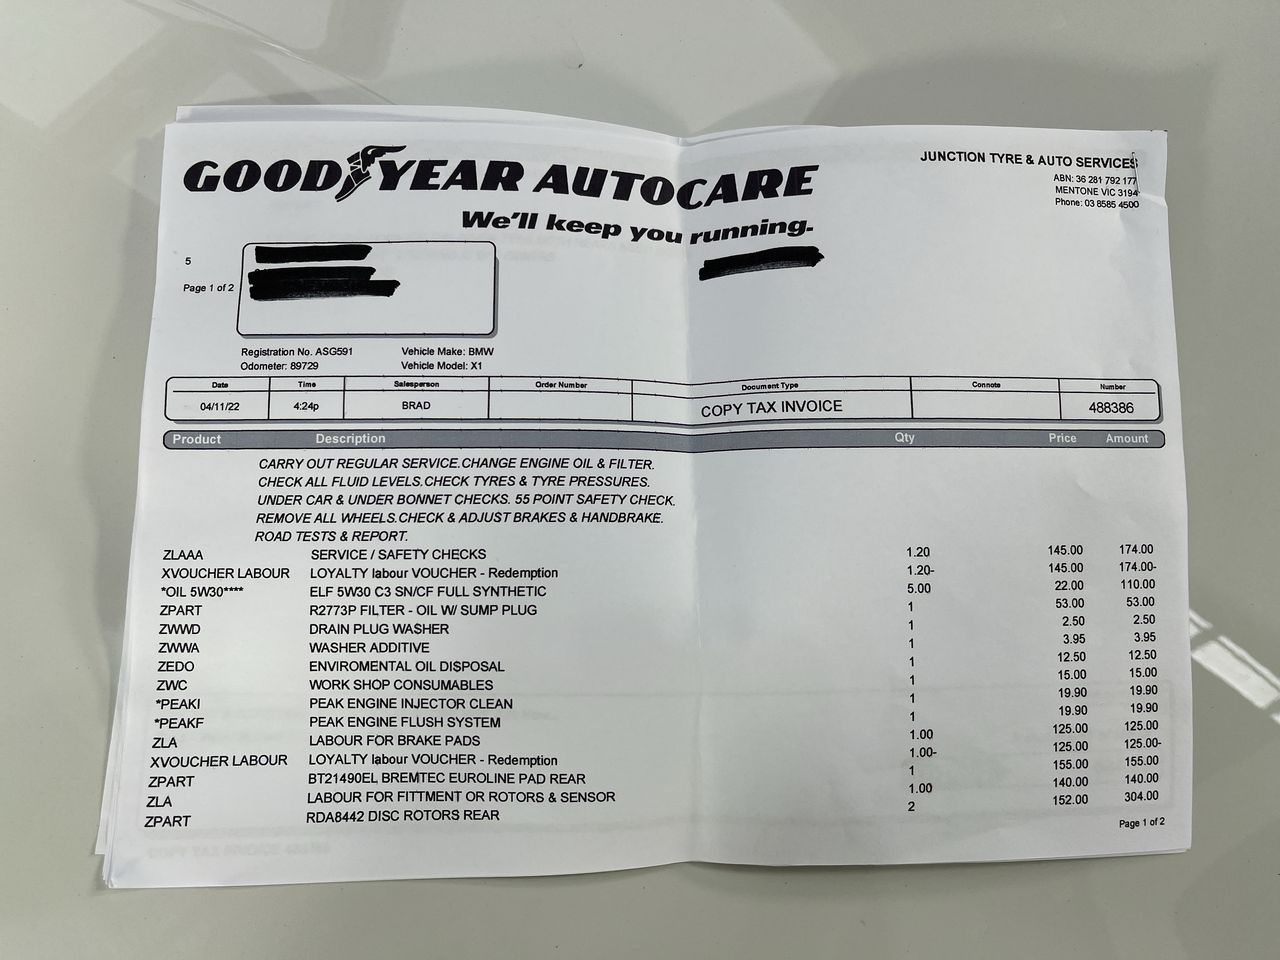 GOODYEAR AUTOCARE
We'll keep you running.
JUNCTION TYRE & AUTO SERVICES
ABN: 36 281 792 177
MENTONE VIC 3194
Phone: 03 8585 4500
5
Page 1 of 2
Registration No. ASG591 Vehicle Make: BMW
Odometer: 89729 Vehicle Model: X1
Date Time Salesperson Order Number Document Type Connote Number
04/11/22 4:24p BRAD COPY TAX INVOICE 488386
Product Description Qty Price Amount
CARRY OUT REGULAR SERVICE.CHANGE ENGINE OIL & FILTER.
CHECK ALL FLUID LEVELS.CHECK TYRES & TYRE PRESSURES.
UNDER CAR & UNDER BONNET CHECKS. 55 POINT SAFETY CHECK.
REMOVE ALL WHEELS.CHECK & ADJUST BRAKES & HANDBRAKE.
ROAD TESTS & REPORT.
ZLAAA SERVICE / SAFETY CHECKS 1.20 145.00 174.00
XVOUCHER LABOUR LOYALTY labour VOUCHER - Redemption 1.20- 145.00 174.00-
*OIL 5W30**** ELF 5W30 C3 SN/CF FULL SYNTHETIC 5.00 22.00 110.00
ZPART R2773P FILTER - OIL W/ SUMP PLUG 1 53.00 53.00
ZWWD DRAIN PLUG WASHER 1 2.50 2.50
ZWWA WASHER ADDITIVE 1 3.95 3.95
ZEDO ENVIROMENTAL OIL DISPOSAL 1 12.50 12.50
ZWC WORK SHOP CONSUMABLES 1 15.00 15.00
*PEAKI PEAK ENGINE INJECTOR CLEAN 1 19.90 19.90
*PEAKF PEAK ENGINE FLUSH SYSTEM 1 19.90 19.90
ZLA LABOUR FOR BRAKE PADS 1.00 125.00 125.00
XVOUCHER LABOUR LOYALTY labour VOUCHER - Redemption 1.00- 125.00 125.00-
ZPART BT21490EL BREMTEC EUROLINE PAD REAR 1 155.00 155.00
ZLA LABOUR FOR FITTMENT OR ROTORS & SENSOR 1.00 140.00 140.00
ZPART RDA8442 DISC ROTORS REAR 2 152.00 304.00
Page 1 of 2